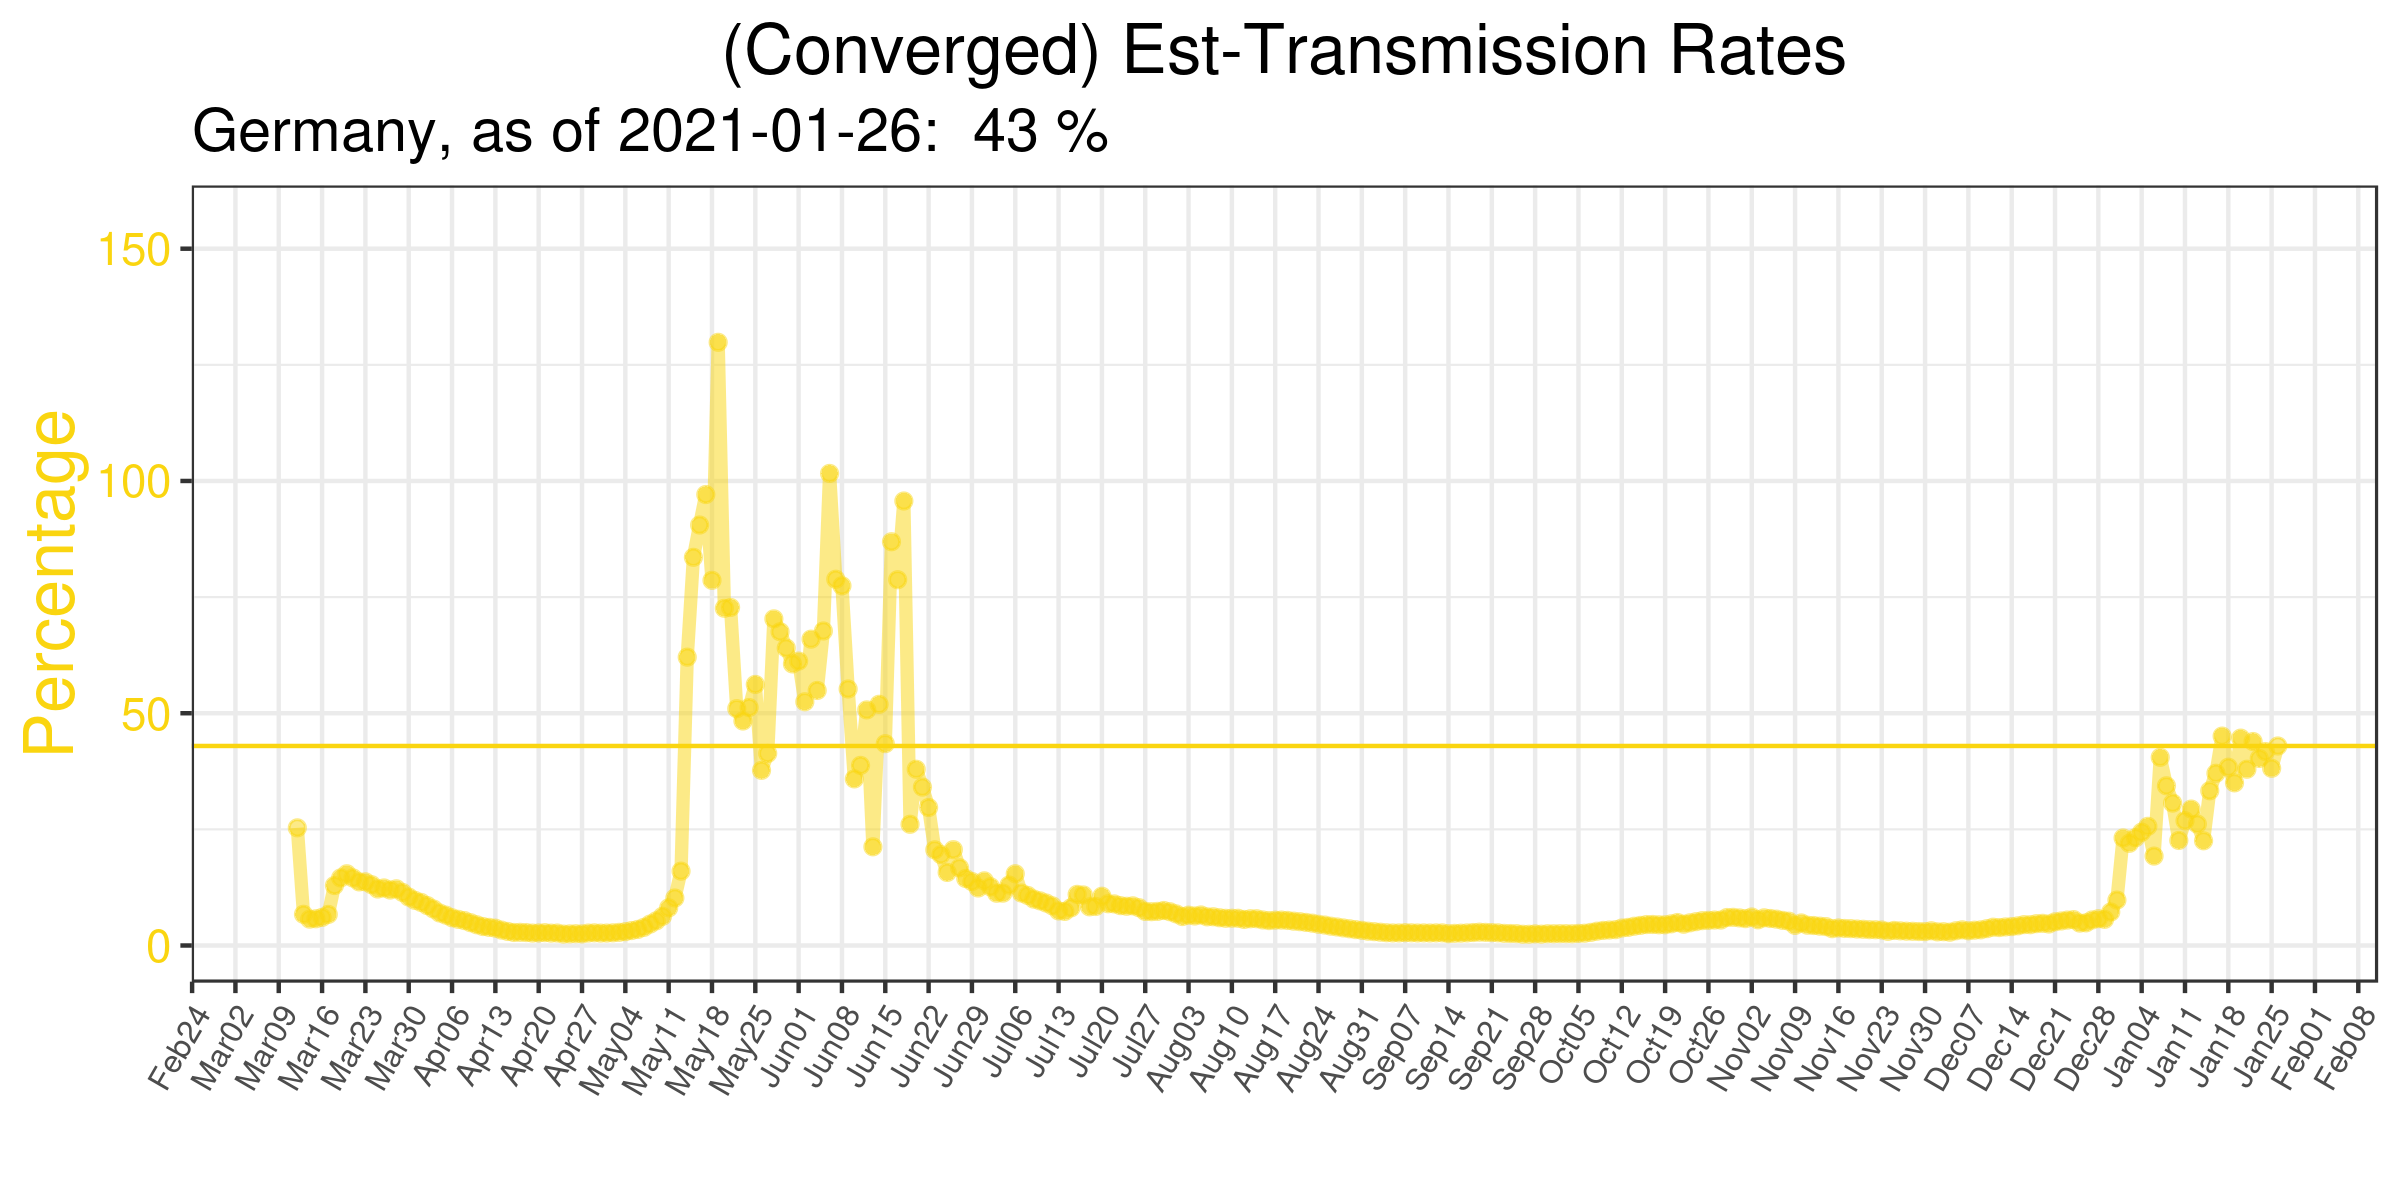 (Converged) Est-Transmission Rates
Germany, as of 2021-01-26:  43 %
Percentage
150
100
50
0
Feb24
Mar02
Mar09
Mar16
Mar23
Mar30
Apr06
Apr13
Apr20
Apr27
May04
May11
May18
May25
Jun01
Jun08
Jun15
Jun22
Jun29
Jul06
Jul13
Jul20
Jul27
Aug03
Aug10
Aug17
Aug24
Aug31
Sep07
Sep14
Sep21
Sep28
Oct05
Oct12
Oct19
Oct26
Nov02
Nov09
Nov16
Nov23
Nov30
Dec07
Dec14
Dec21
Dec28
Jan04
Jan11
Jan18
Jan25
Feb01
Feb08